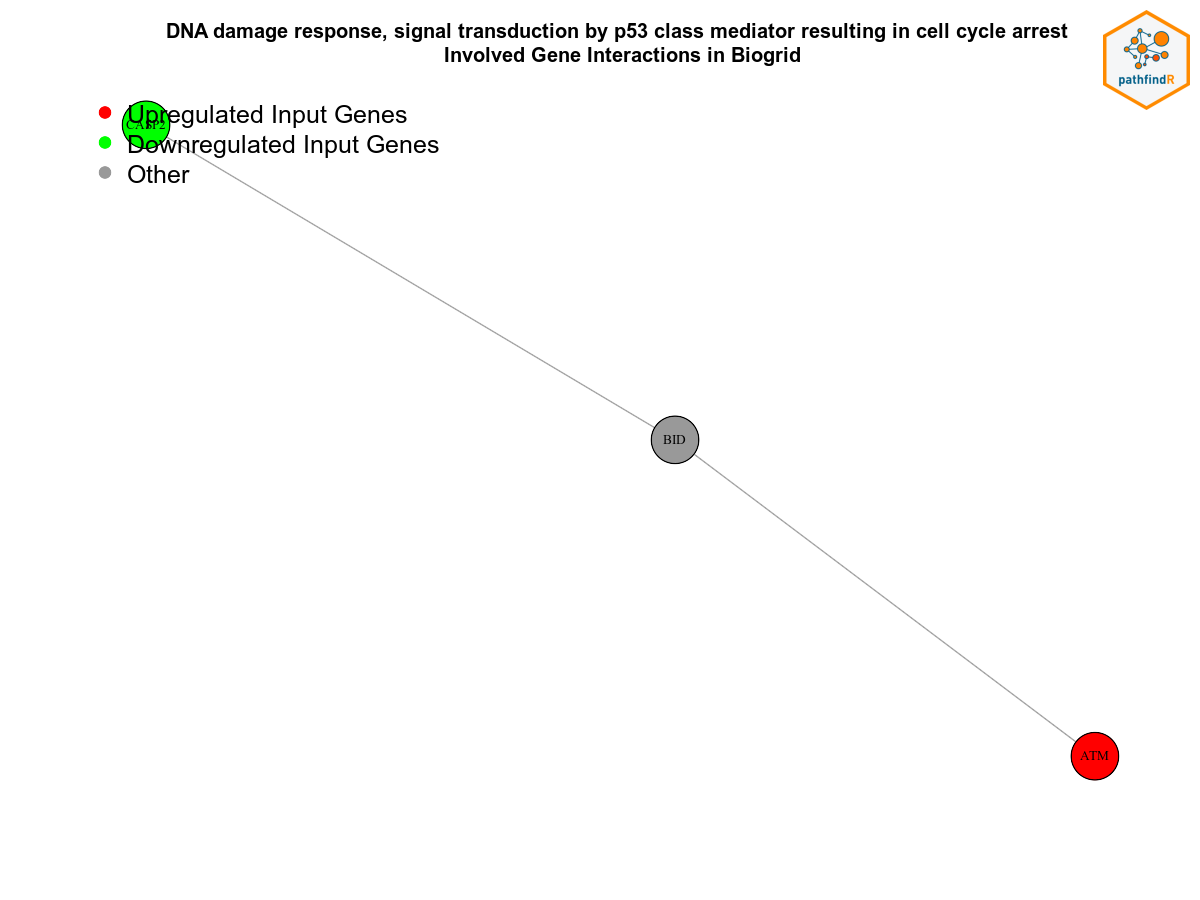 DNA damage response, signal transduction by p53 class mediator resulting in cell cycle arrest
Involved Gene Interactions in Biogrid
pathfindR
Upregulated Input Genes
CASP2
Downregulated Input Genes
Other
BID
ATM